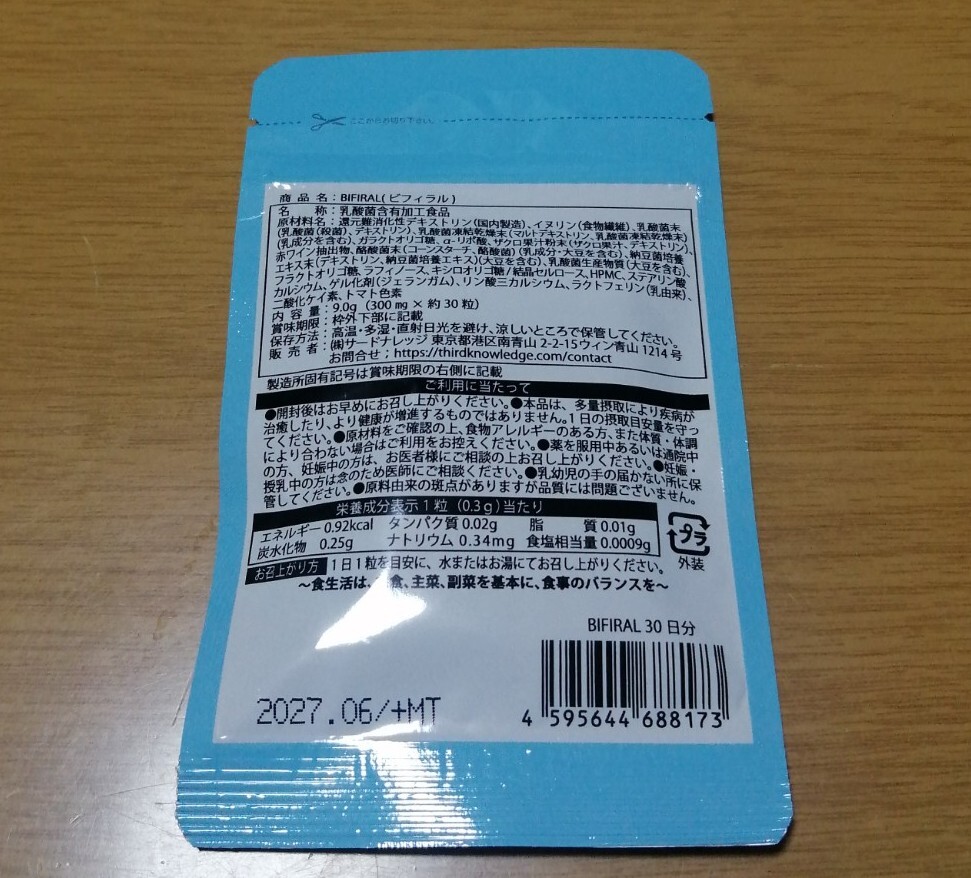 ここから切り下さい。
商品名：BIFIRAL(ビフィラル)
名称：乳酸菌含有加工食品
原材料名：還元難消化性デキストリン(国内製造)、イヌリン(食物繊維)、乳酸菌末
(乳酸菌(殺菌)、デキストリン)、乳酸菌凍結乾燥末(マルトデキストリン、乳酸菌凍結乾燥末)
(乳成分を含む)、ガラクトオリゴ糖、α-リポ酸、ザクロ果汁粉末(ザクロ果汁、デキストリン)、
赤ワイン抽出物、酪酸菌末(コーンスターチ、酪酸菌)(乳成分・大豆を含む)、納豆菌培養
エキス末(デキストリン、納豆菌培養エキス)(大豆を含む)、乳酸菌生産物質(大豆を含む)、
フラクトオリゴ糖、ラフィノース、キシロオリゴ糖/結晶セルロース、HPMC、ステアリン酸
カルシウム、ゲル化剤(ジェランガム)、リン酸三カルシウム、ラクトフェリン(乳由来)、
二酸化ケイ素、トマト色素
内容量：9.0g (300mg×約30粒)
賞味期限：枠外下部に記載
保存方法：高温・多湿・直射日光を避け、涼しいところで保管してください。
販売者：㈱サードナレッジ 東京都港区南青山2-2-15ウィン青山1214号
お問合せ；https://thirdknowledge.com/contact
製造所固有記号は賞味期限の右側に記載
ご利用に当たって
●開封後はお早めにお召し上がりください。●本品は、多量摂取により疾病が
治癒したり、より健康が増進するものではありません。1日の摂取目安量を守っ
てください。●原材料をご確認の上、食物アレルギーのある方、また体質・体調
により合わない場合はご利用をお控えください。●薬を服用中あるいは通院中
の方、妊娠中の方は、お医者様にご相談の上お召し上がりください。●妊娠・
授乳中の方は念のため医師にご相談ください。●乳幼児の手の届かない所に保
管してください。●原料由来の斑点がありますが品質には問題ございません。
栄養成分表示1粒(0.3g)当たり
エネルギー 0.92kcal タンパク質 0.02g 脂質 0.01g
炭水化物 0.25g ナトリウム 0.34mg 食塩相当量 0.0009g
プラ
外装
お召上がり方 1日1粒を目安に、水またはお湯にてお召し上がりください。
～食生活は、食、主菜、副菜を基本に、食事のバランスを～
BIFIRAL 30日分
2027.06/+MT
4 595644 688173